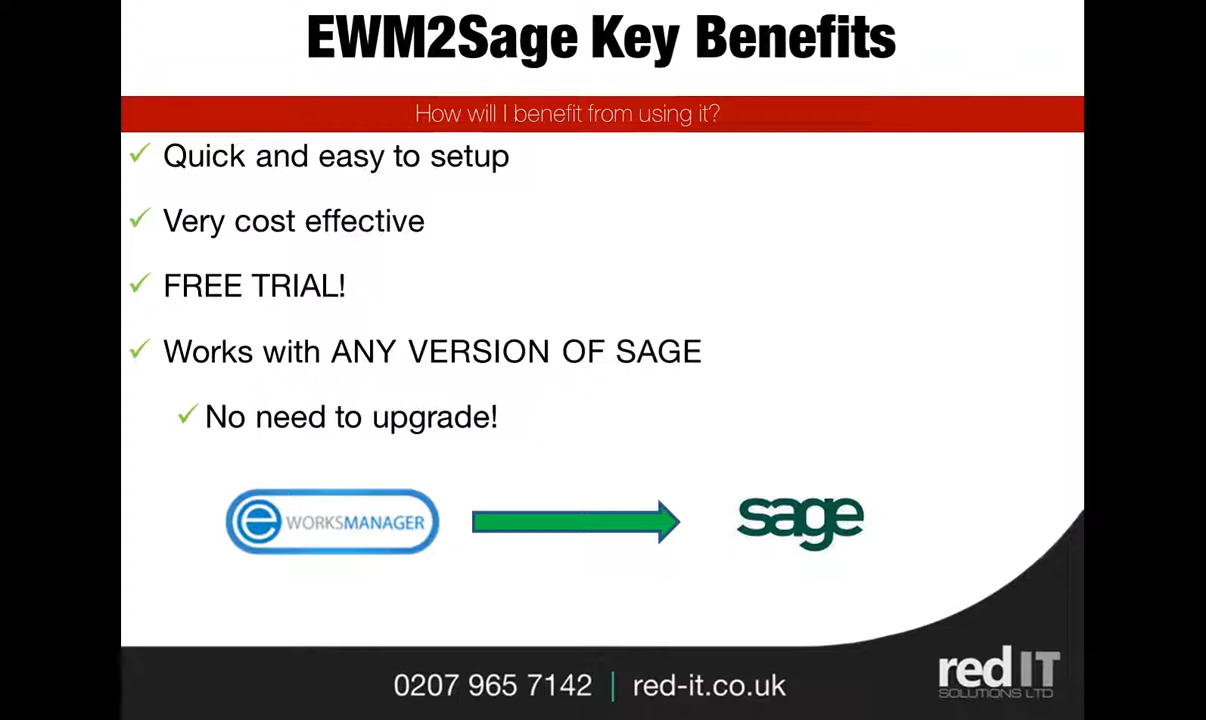 EWM2Sage Key Benefits
How will I benefit from using it?
Quick and easy to setup
Very cost effective
FREE TRIAL!
Works with ANY VERSION OF SAGE
No need to upgrade!
e WORKSMANAGER
sage
0207 965 7142 | red-it.co.uk
red IT
SOLUTIONS LTD